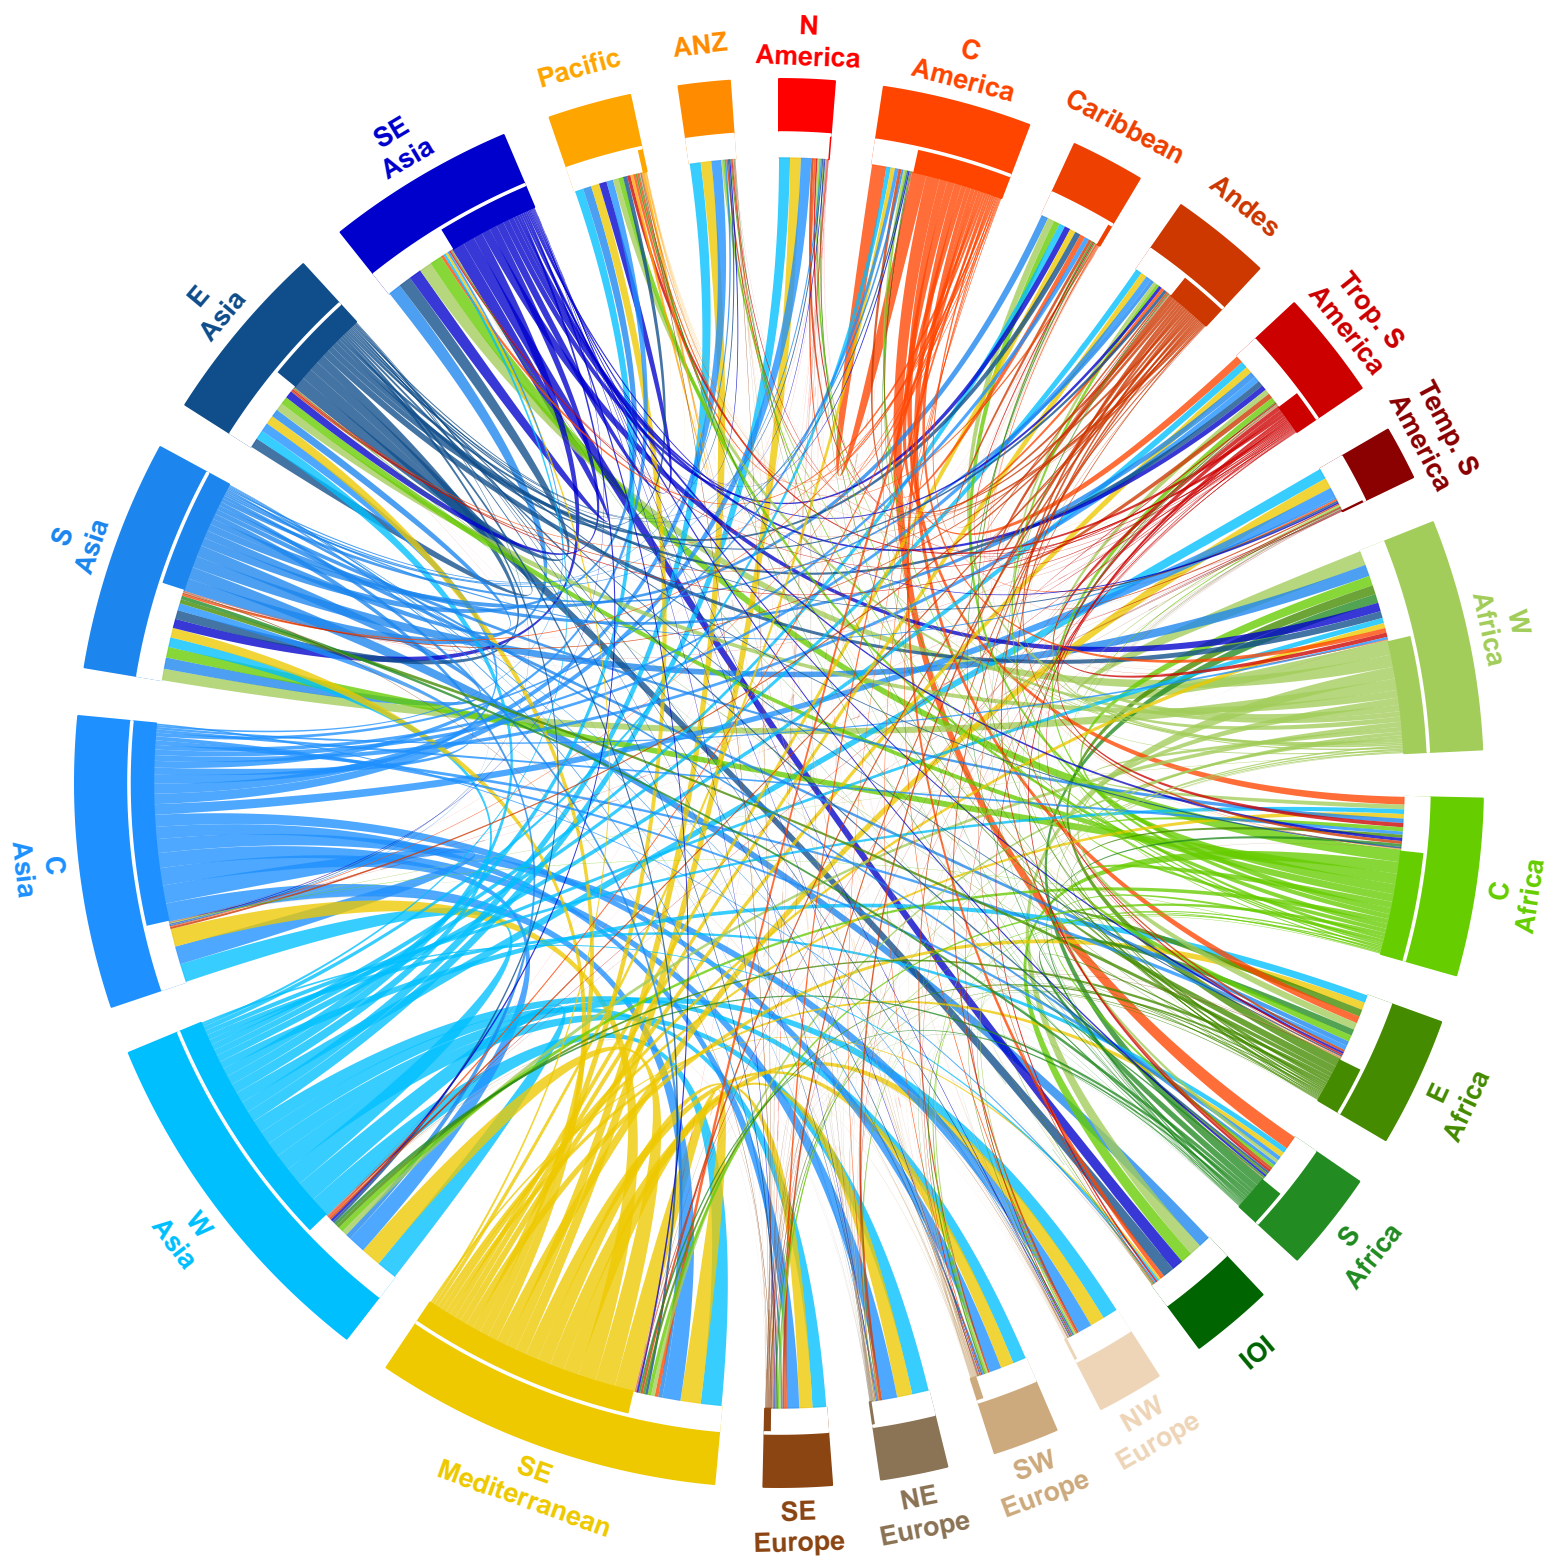 N
America
C
America
Caribbean
Andes
Trop. S
America
Temp. S
America
W
Africa
C
Africa
E
Africa
S
Africa
IOI
NW
Europe
SW
Europe
NE
Europe
SE
Europe
SE
Mediterranean
W
Asia
C
Asia
S
Asia
E
Asia
SE
Asia
Pacific
ANZ